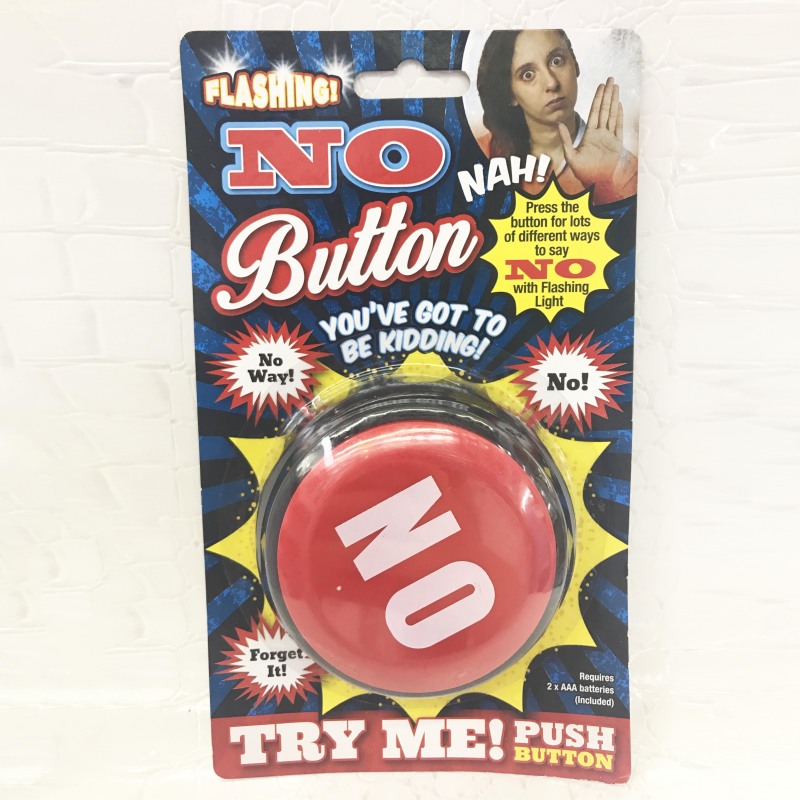 FLASHING!
NO
Button
NAH!
Press the
button for lots
of different ways
to say
NO
with Flashing
Light
YOU'VE GOT TO
BE KIDDING!
No
Way!
No!
NO
Forget
It!
Requires
2 x AAA batteries
(Included)
TRY ME!
PUSH
BUTTON